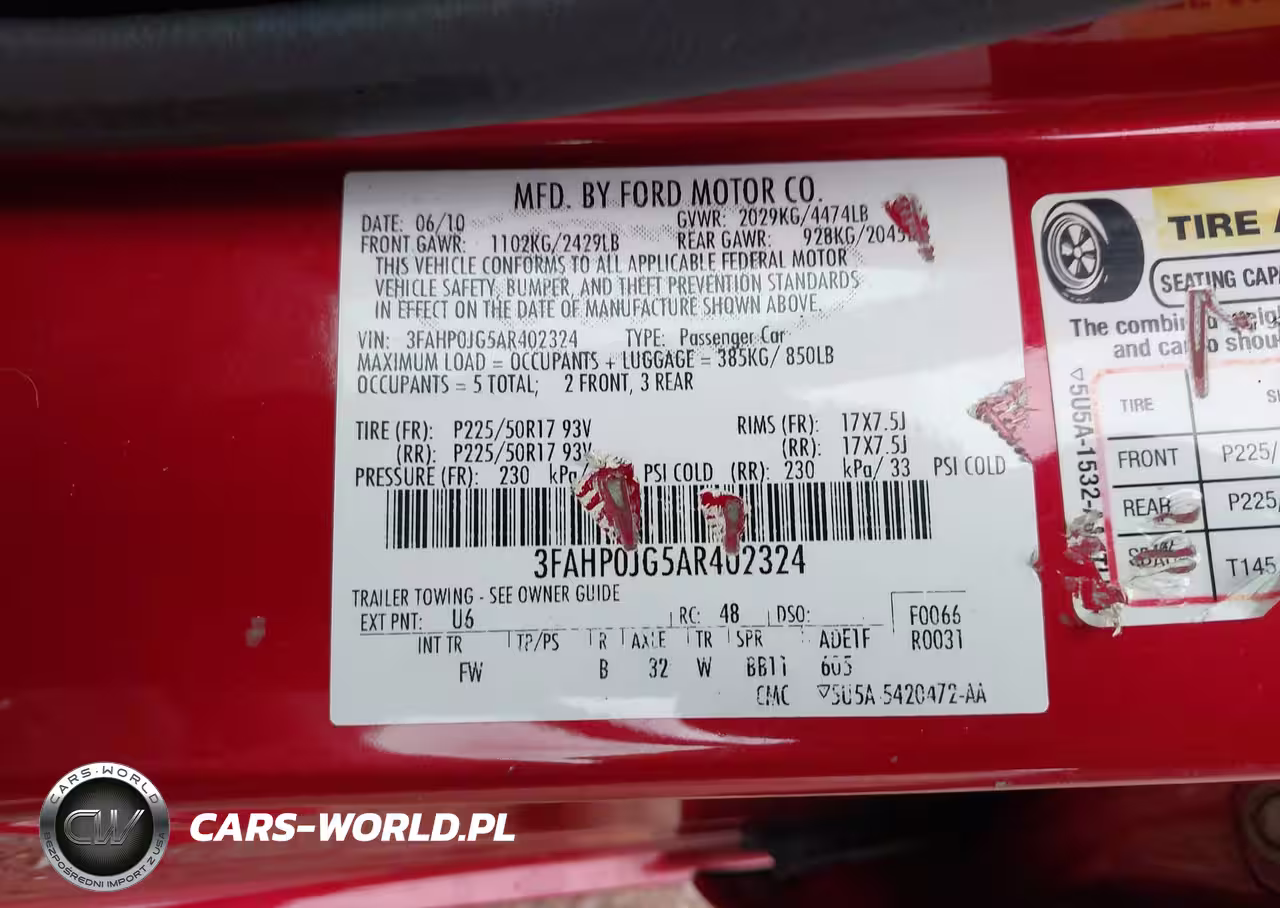 MFD. BY FORD MOTOR CO.
DATE: 06/10 GVWR: 2029KG/4474LB
FRONT GAWR: 1102KG/2429LB REAR GAWR: 928KG/2045
THIS VEHICLE CONFORMS TO ALL APPLICABLE FEDERAL MOTOR
VEHICLE SAFETY, BUMPER, AND THEFT PREVENTION STANDARDS
IN EFFECT ON THE DATE OF MANUFACTURE SHOWN ABOVE.
VIN: 3FAHP0JG5AR402324 TYPE: Passenger Car
MAXIMUM LOAD = OCCUPANTS + LUGGAGE = 385KG/ 850LB
OCCUPANTS = 5 TOTAL; 2 FRONT, 3 REAR
TIRE (FR): P225/50R17 93V RIMS (FR): 17X7.5J
(RR): P225/50R17 93V (RR): 17X7.5J
PRESSURE (FR): 230 kPa/ PSI COLD (RR): 230 kPa/ 33 PSI COLD
3FAHP0JG5AR402324
TRAILER TOWING - SEE OWNER GUIDE
EXT PNT: U6 RC: 48 DSO: F0066
INT TR TP/PS R AXLE TR SPR R0031
FW B 32 W BB11
CMC ▽5U5A-5420472-AA
TIRE
SEATING
The
and
▽5U5A-1532-
TIRE
FRONT P225/
REAR P225/
T145
CARS-WORLD
CW
BEZPOŚREDNI IMPORT Z USA
CARS-WORLD.PL